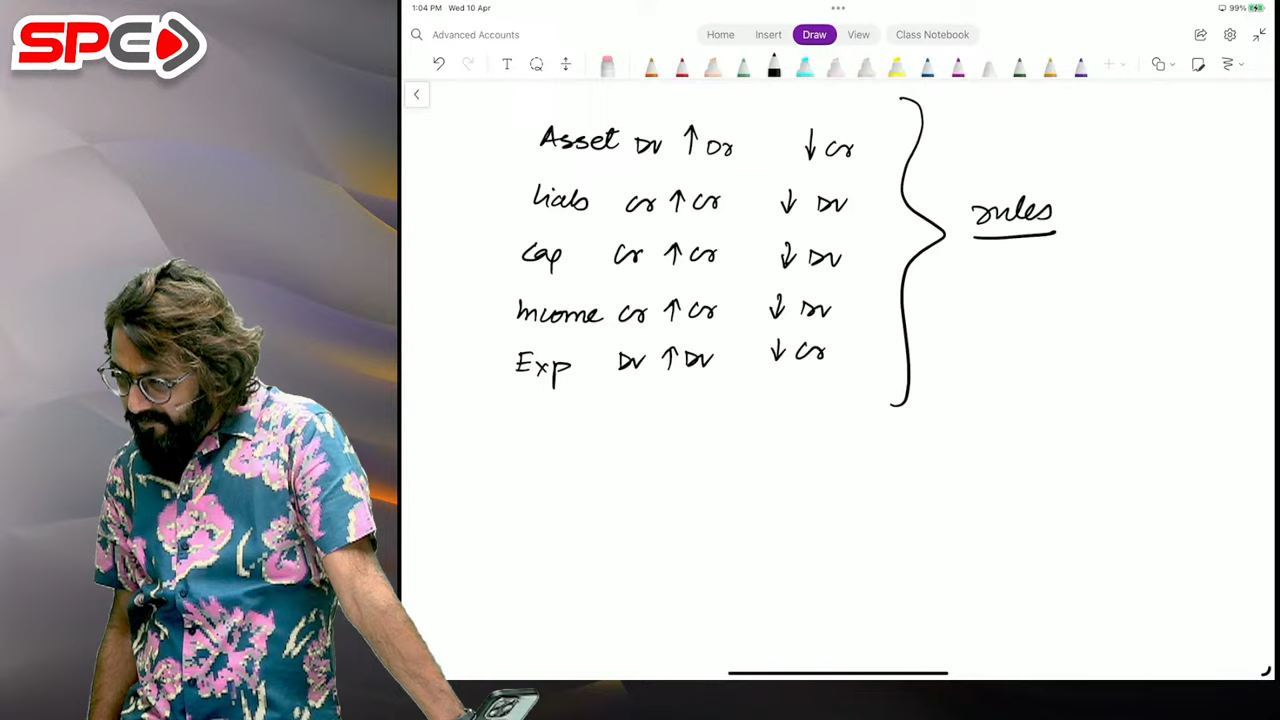 SPE
1:04 PM Wed 10 Apr
99%
Advanced Accounts
Home Insert Draw View Class Notebook
Asset Dr ↑ Dr ↓ Cr
Liab Cr ↑ Cr ↓ Dr
Cap Cr ↑ Cr ↓ Dr
Income Cr ↑ Cr ↓ Dr
Exp Dr ↑ Dr ↓ Cr
rules